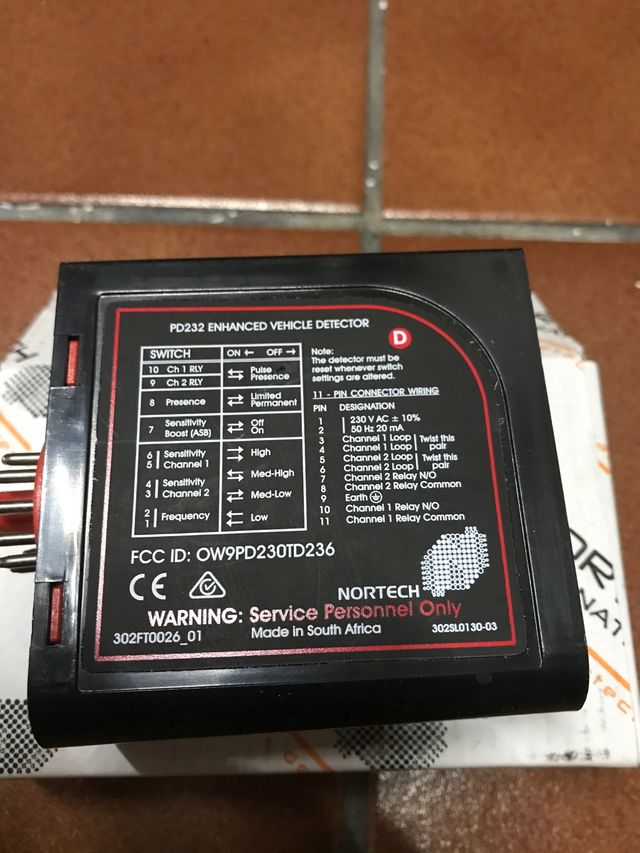 PD232 ENHANCED VEHICLE DETECTOR
D
SWITCH ON ← OFF →
10 Ch 1 RLY Pulse
9 Ch 2 RLY Presence
8 Presence Limited
Permanent
7 Sensitivity Off
Boost (ASB) On
6 Sensitivity High
5 Channel 1
Med-High
4 Sensitivity
3 Channel 2 Med-Low
2 Frequency Low
1
Note:
The detector must be
reset whenever switch
settings are altered.
11 - PIN CONNECTOR WIRING
PIN DESIGNATION
1 230 V AC ± 10%
2 50 Hz 20 mA
3 Channel 1 Loop Twist this
4 Channel 1 Loop pair
5 Channel 2 Loop Twist this
6 Channel 2 Loop pair
7 Channel 2 Relay N/O
8 Channel 2 Relay Common
9 Earth
10 Channel 1 Relay N/O
11 Channel 1 Relay Common
FCC ID: OW9PD230TD236
CE
NORTECH
WARNING: Service Personnel Only
302FT0026_01 Made in South Africa 302SL0130-03